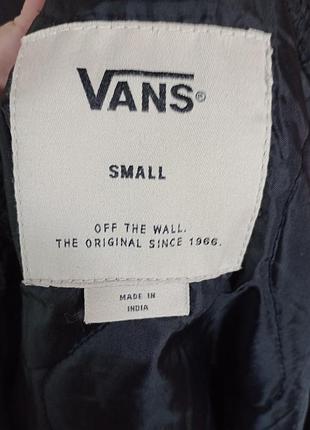 VANS®
SMALL
OFF THE WALL.
THE ORIGINAL SINCE 1966.
MADE IN
INDIA